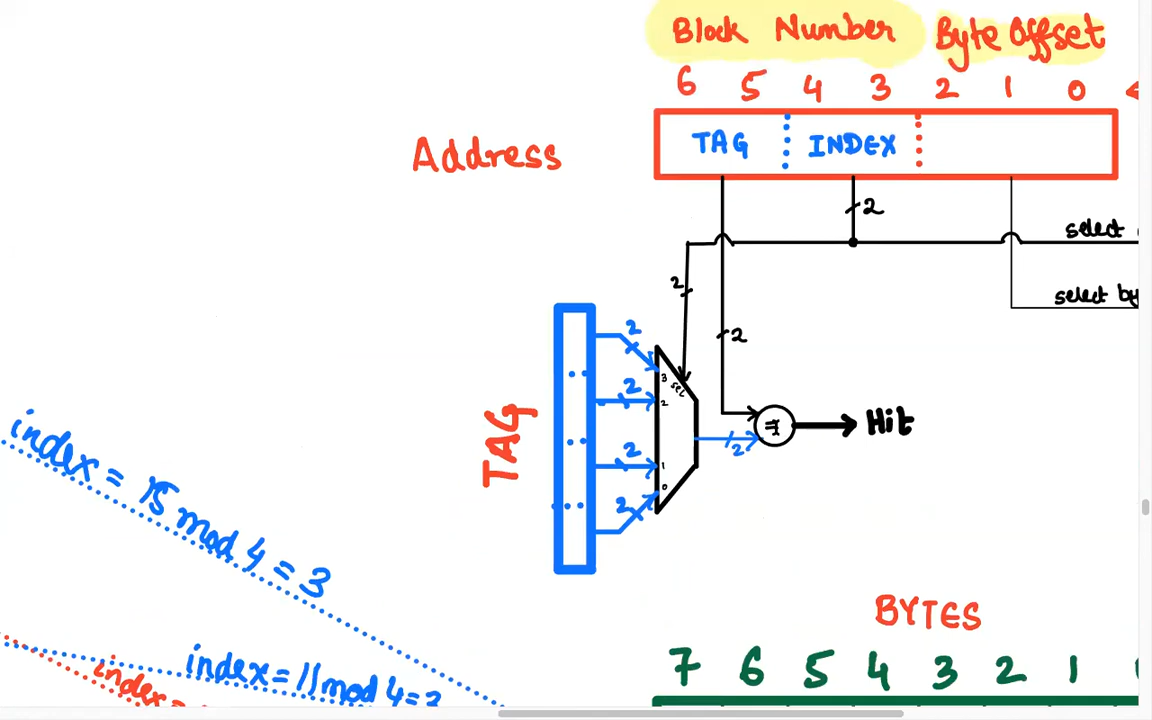 Block Number Byte Offset
6 5 4 3 2 1 0
Address
TAG INDEX
2
select
2
select by
2
TAG
2
2
2
2
3
2
1
0
sel
2
=?
Hit
index = 15 mod 4 = 3
BYTES
7 6 5 4 3 2 1
index = 11 mod 4 = 3
index =